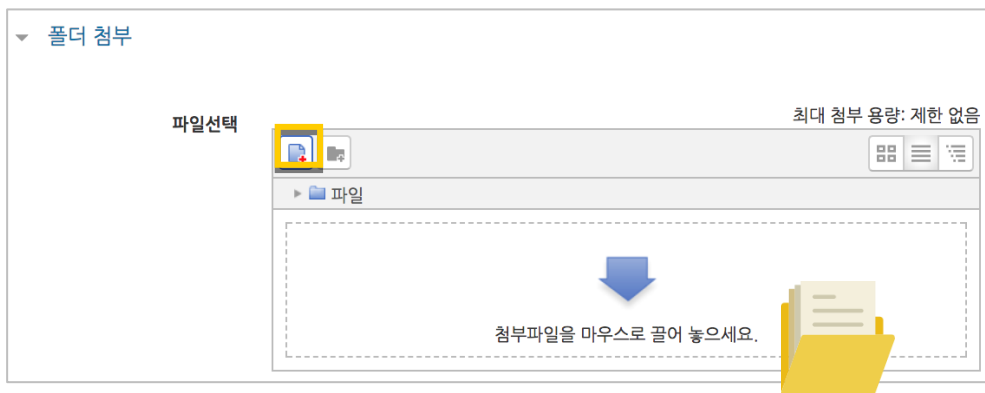 폴더 첨부
최대 첨부 용량: 제한 없음
파일선택
파일
첨부파일을 마우스로 끌어 놓으세요.